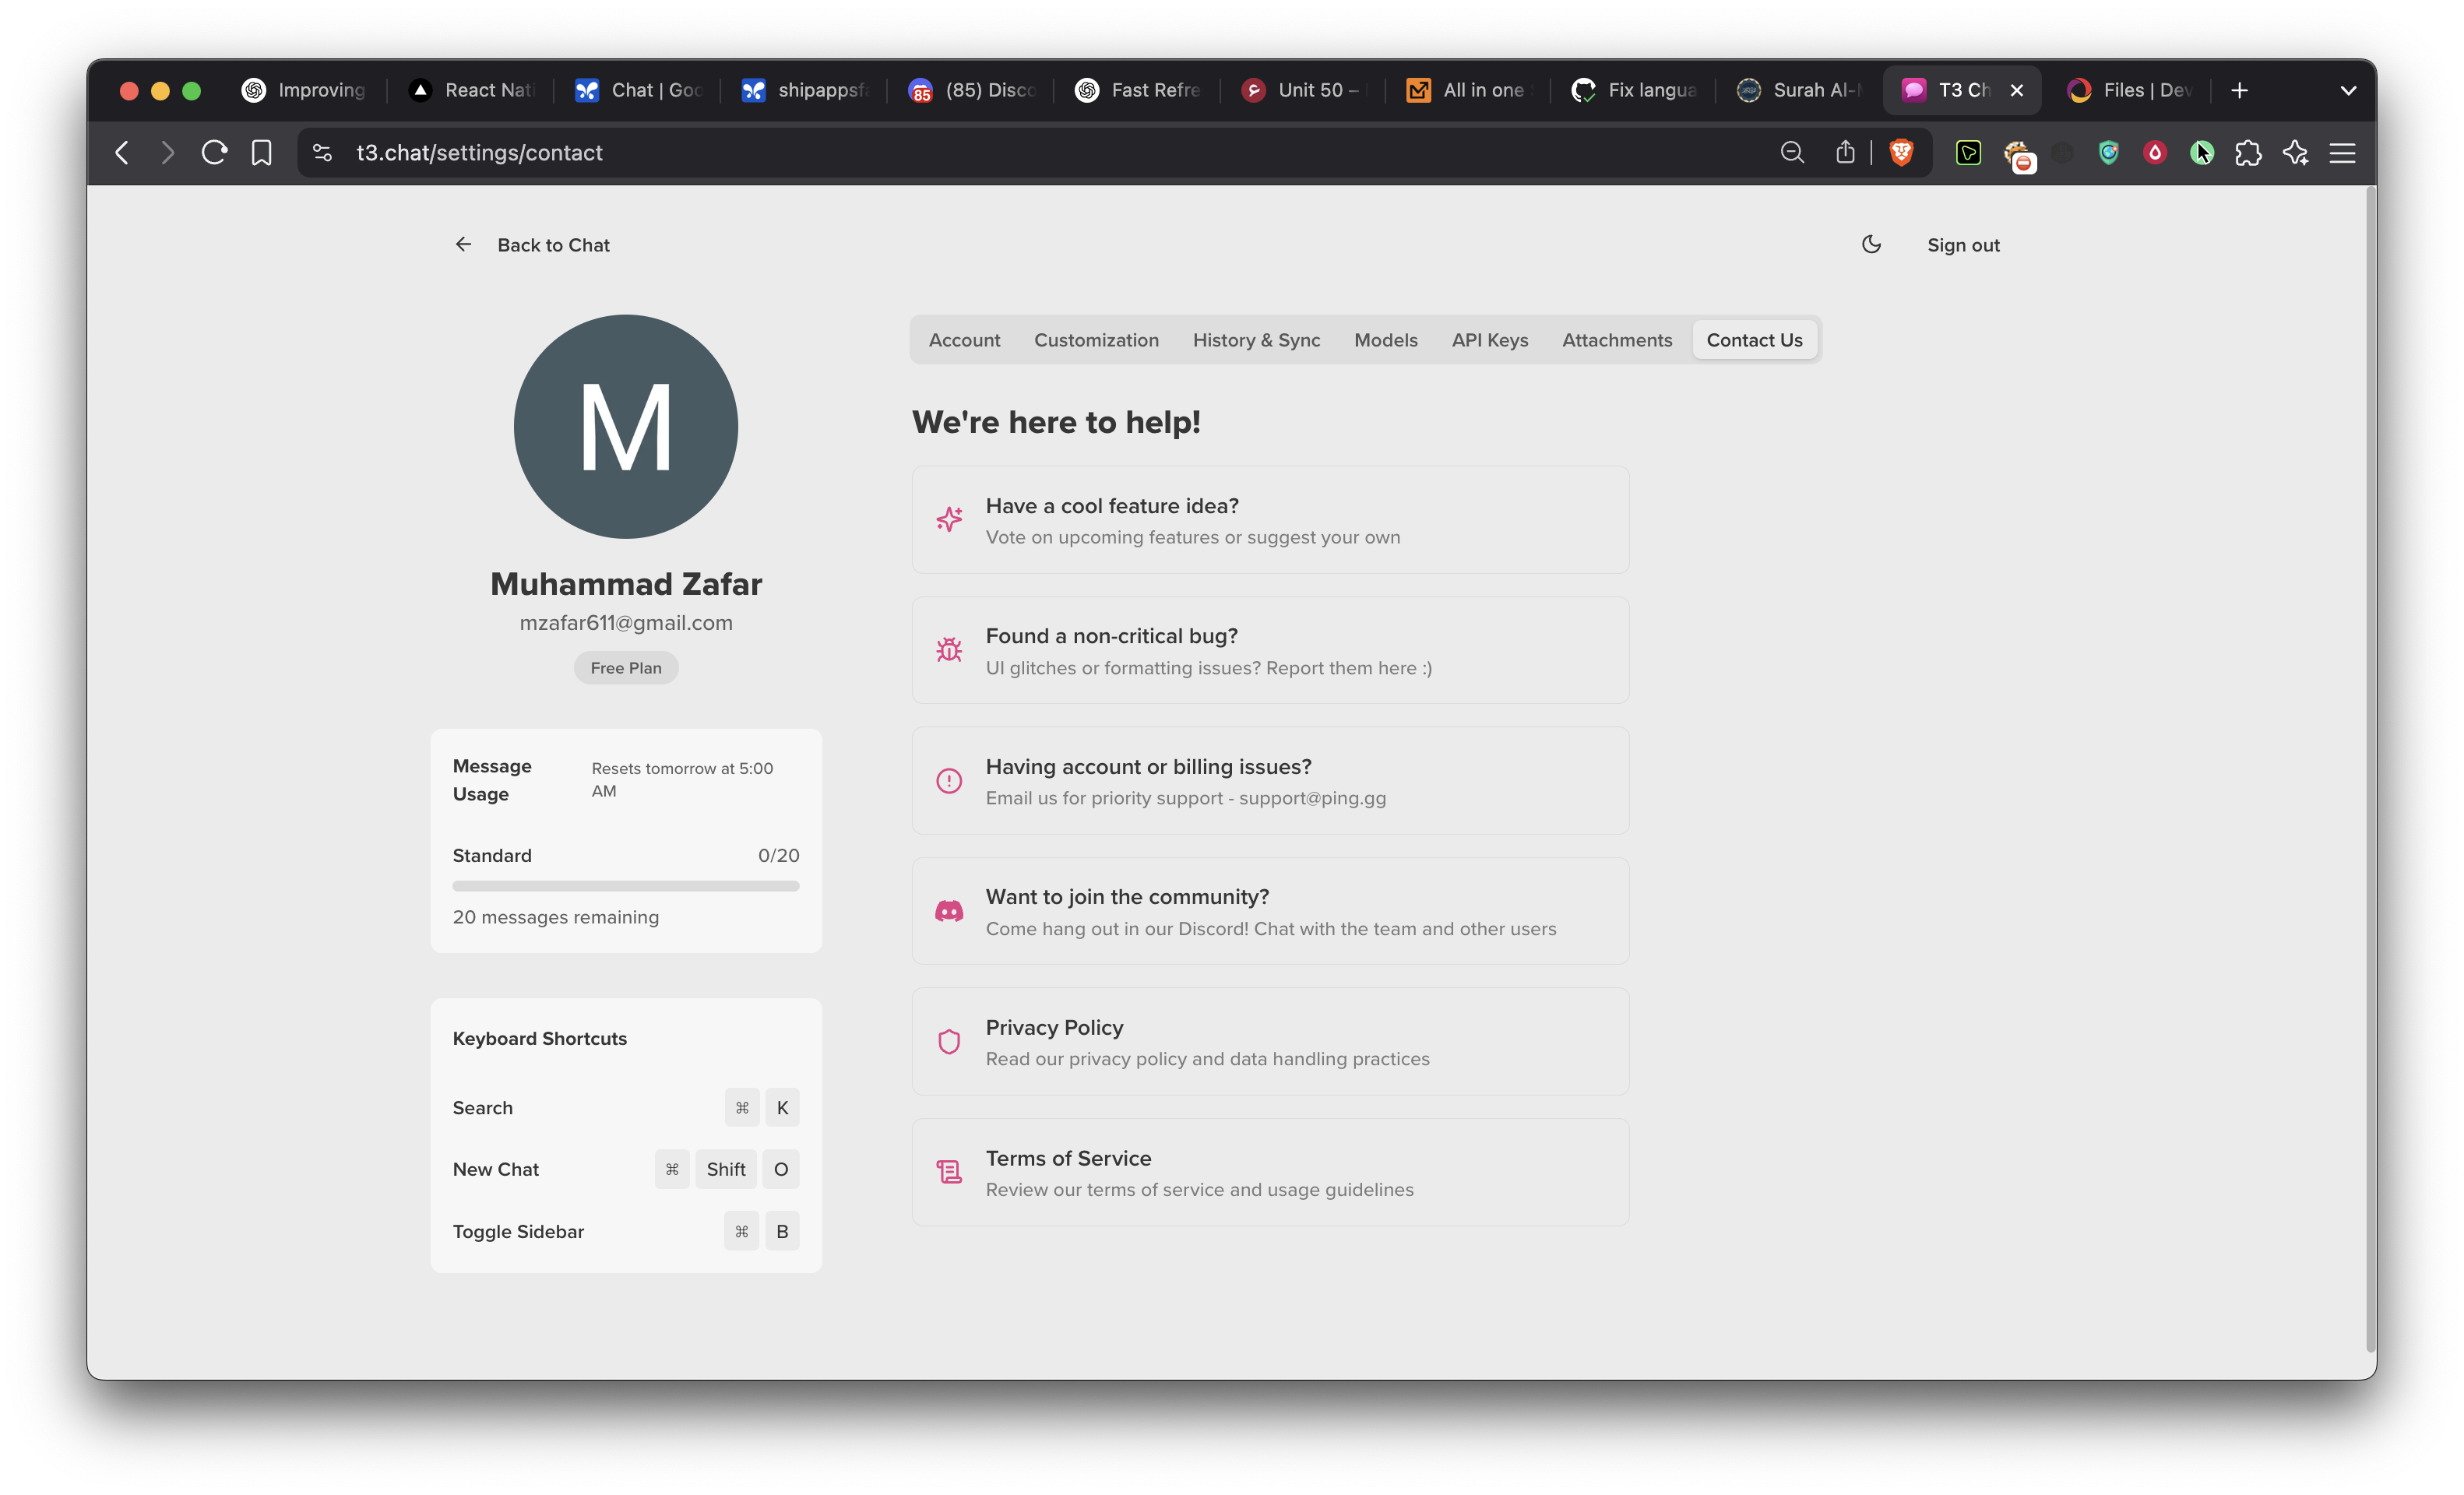 Improving
React Nati
Chat | Goo
shipappsfa
85
(85) Disco
Fast Refre
Unit 50 –
All in one
Fix langua
Surah Al-M
T3 Ch
Files | Dev
t3.chat/settings/contact
Back to Chat
Sign out
M
Muhammad Zafar
mzafar611@gmail.com
Free Plan
Message Usage
Resets tomorrow at 5:00 AM
Standard
0/20
20 messages remaining
Keyboard Shortcuts
Search ⌘ K
New Chat ⌘ Shift O
Toggle Sidebar ⌘ B
Account
Customization
History & Sync
Models
API Keys
Attachments
Contact Us
We're here to help!
Have a cool feature idea?
Vote on upcoming features or suggest your own
Found a non-critical bug?
UI glitches or formatting issues? Report them here :)
Having account or billing issues?
Email us for priority support - support@ping.gg
Want to join the community?
Come hang out in our Discord! Chat with the team and other users
Privacy Policy
Read our privacy policy and data handling practices
Terms of Service
Review our terms of service and usage guidelines